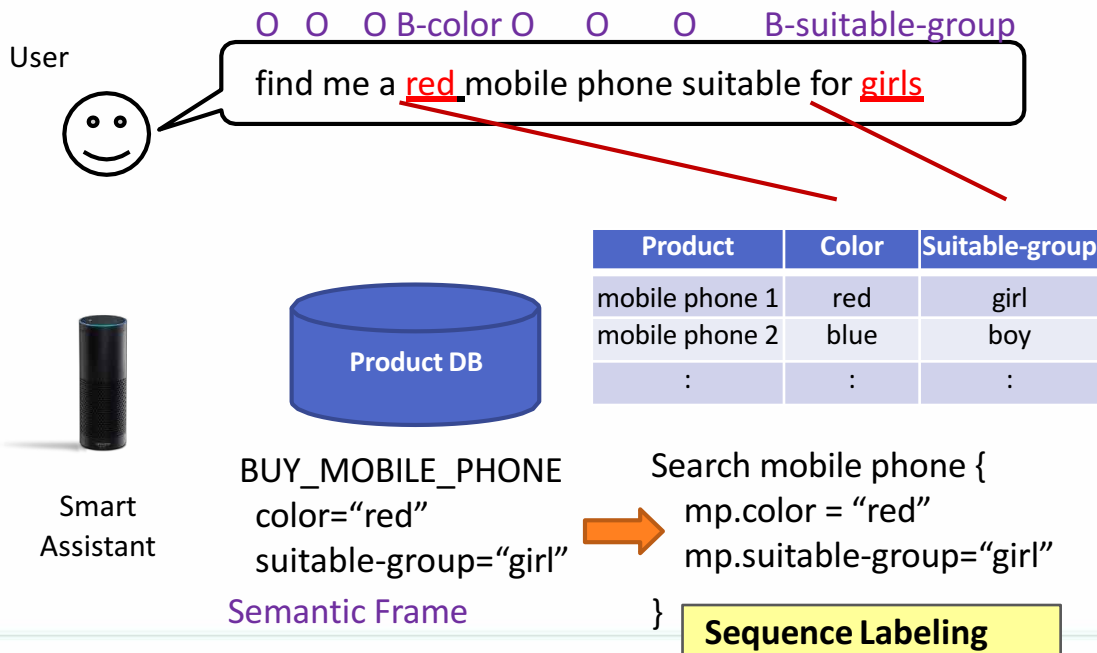 O O O B-color O O O B-suitable-group
User
find me a red mobile phone suitable for girls
Product Color Suitable-group
mobile phone 1 red girl
mobile phone 2 blue boy
: : :
Product DB
Smart
Assistant
BUY_MOBILE_PHONE
color=“red”
suitable-group=“girl”
Semantic Frame
Search mobile phone {
mp.color = “red”
mp.suitable-group=“girl”
}
Sequence Labeling